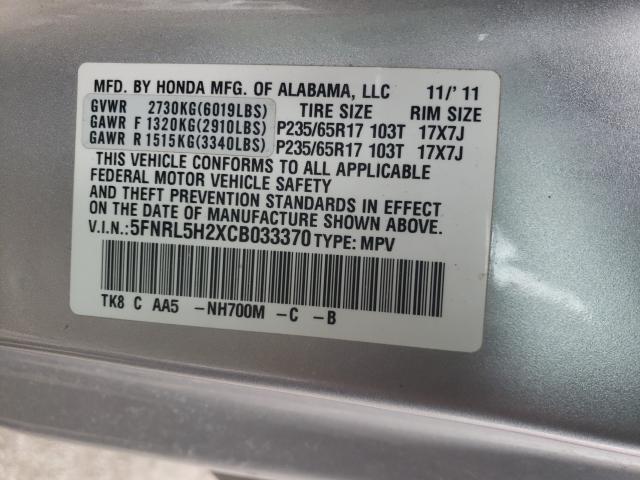 MFD. BY HONDA MFG. OF ALABAMA, LLC 11/'11
GVWR 2730KG(6019LBS) TIRE SIZE RIM SIZE
GAWR F 1320KG(2910LBS) P235/65R17 103T 17X7J
GAWR R 1515KG(3340LBS) P235/65R17 103T 17X7J
THIS VEHICLE CONFORMS TO ALL APPLICABLE
FEDERAL MOTOR VEHICLE SAFETY
AND THEFT PREVENTION STANDARDS IN EFFECT
ON THE DATE OF MANUFACTURE SHOWN ABOVE.
V.I.N.:5FNRL5H2XCB033370 TYPE: MPV
TK8 C AA5 -NH700M -C -B